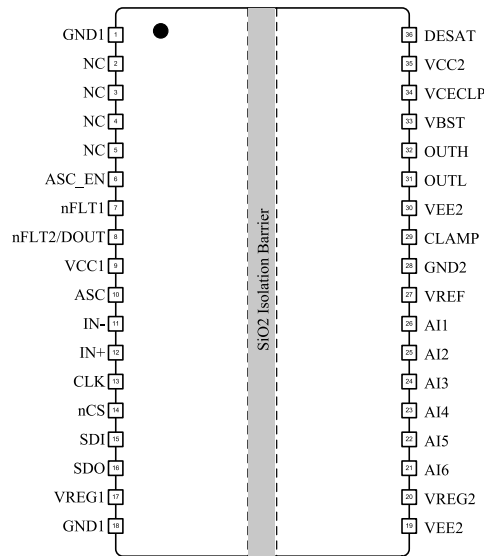 GND1 1 36 DESAT
NC 2 35 VCC2
NC 3 34 VCECLP
NC 4 33 VBST
NC 5 32 OUTH
ASC_EN 6 31 OUTL
nFLT1 7 30 VEE2
nFLT2/DOUT 8 29 CLAMP
VCC1 9 28 GND2
ASC 10 27 VREF
IN- 11 26 AI1
IN+ 12 25 AI2
CLK 13 24 AI3
nCS 14 23 AI4
SDI 15 22 AI5
SDO 16 21 AI6
VREG1 17 20 VREG2
GND1 18 19 VEE2
SiO2 Isolation Barrier